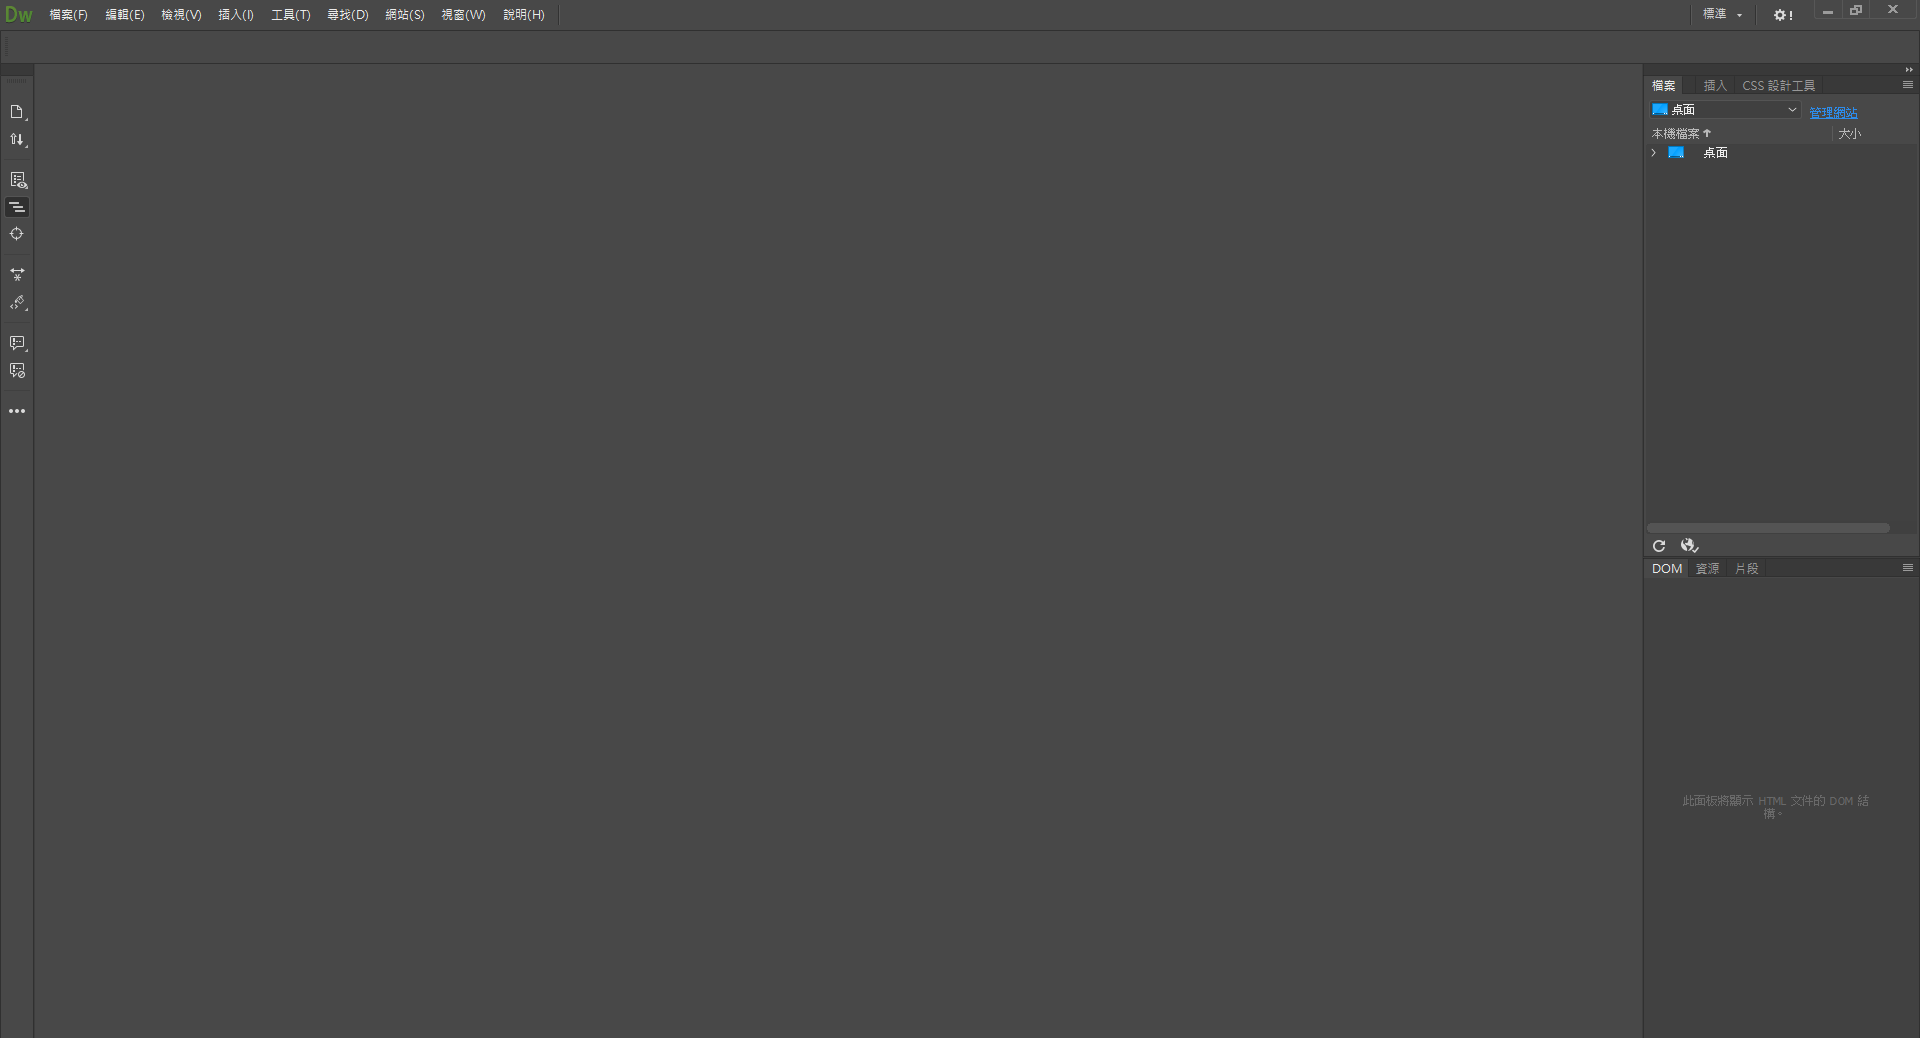 Dw 檔案(F) 編輯(E) 檢視(V) 插入(I) 工具(T) 尋找(D) 網站(S) 視窗(W) 說明(H) 標準 !
檔案 插入 CSS 設計工具
桌面 管理網站
本機檔案 大小
桌面
DOM 資源 片段
此面板將顯示 HTML 文件的 DOM 結
構。